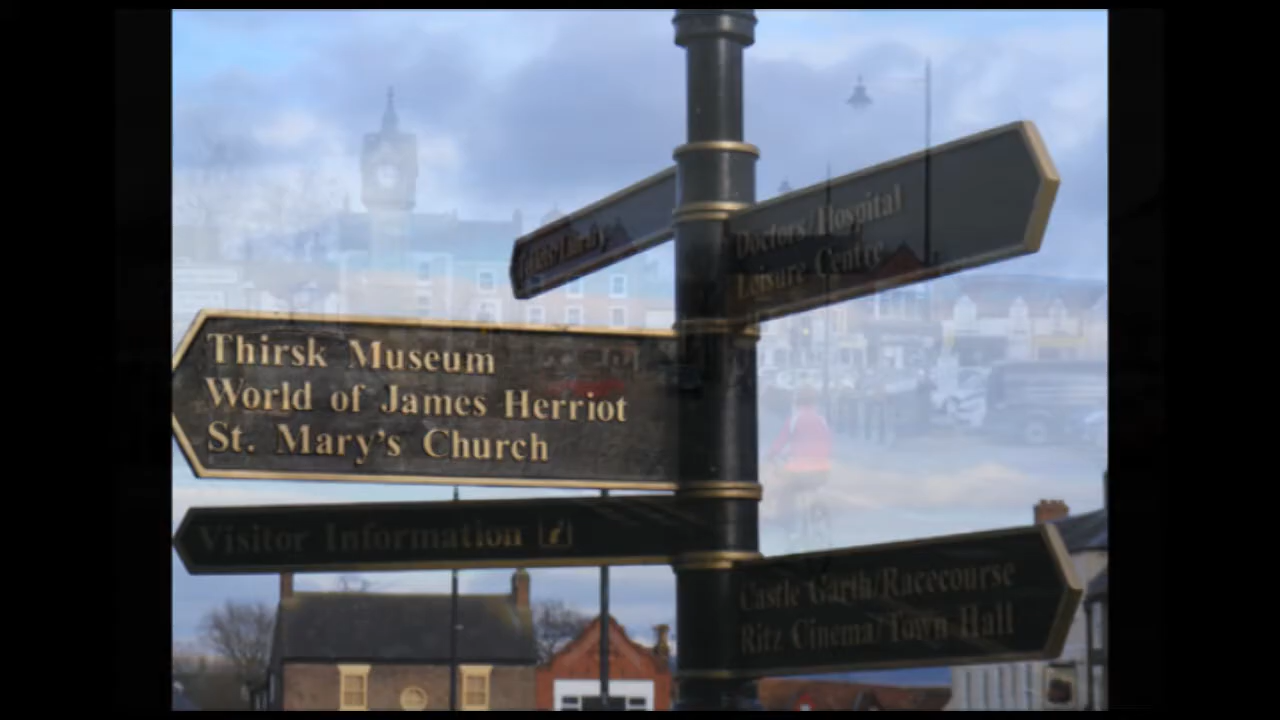 Library
Doctors/Hospital
Leisure Centre
Thirsk Museum
World of James Herriot
St. Mary's Church
Visitor Information i
Castle Garth/Racecourse
Ritz Cinema/Town Hall